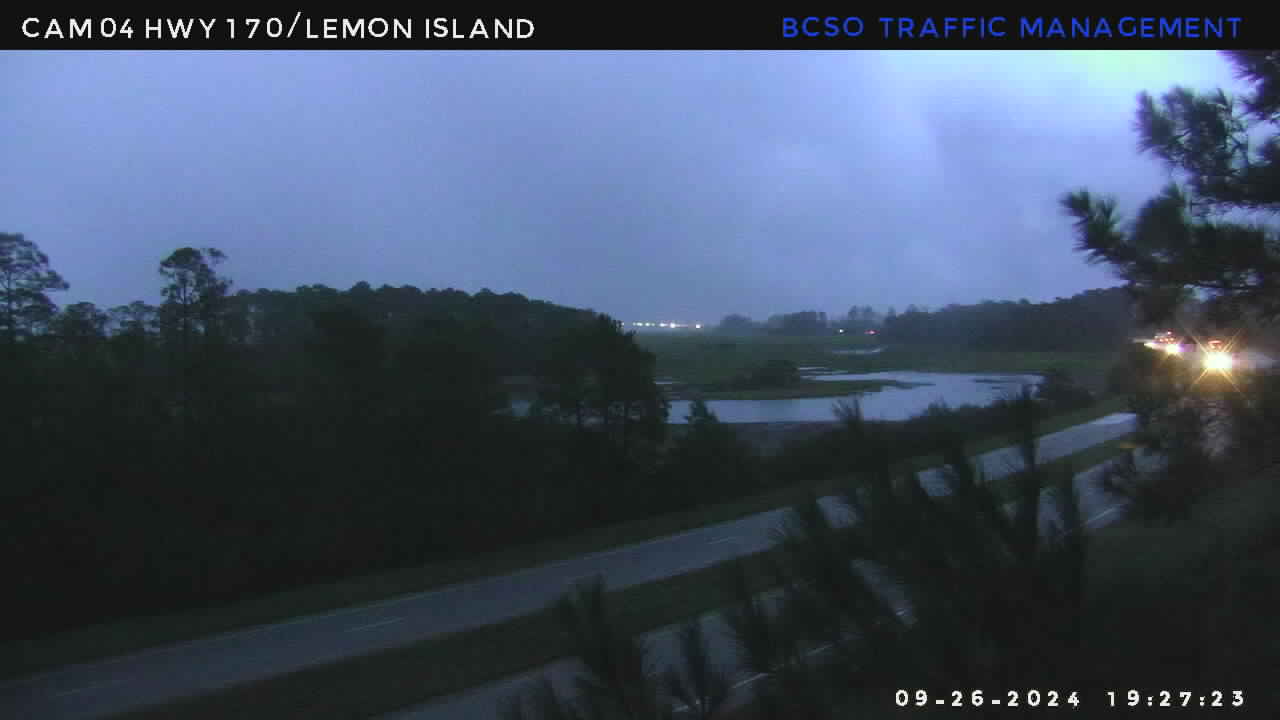 CAM04 HWY 170/LEMON ISLAND
BCSO TRAFFIC MANAGEMENT
09-26-2024 19:27:23